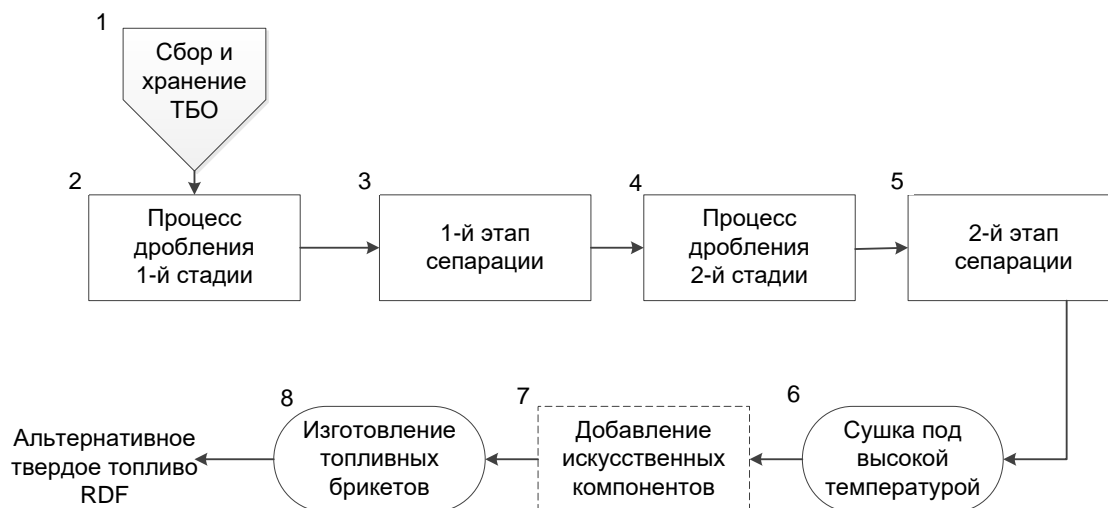 1
Сбор и
хранение
ТБО
2
Процесс
дробления
1-й стадии
3
1-й этап
сепарации
4
Процесс
дробления
2-й стадии
5
2-й этап
сепарации
6
Сушка под
высокой
температурой
7
Добавление
искусственных
компонентов
8
Изготовление
топливных
брикетов
Альтернативное
твердое топливо
RDF